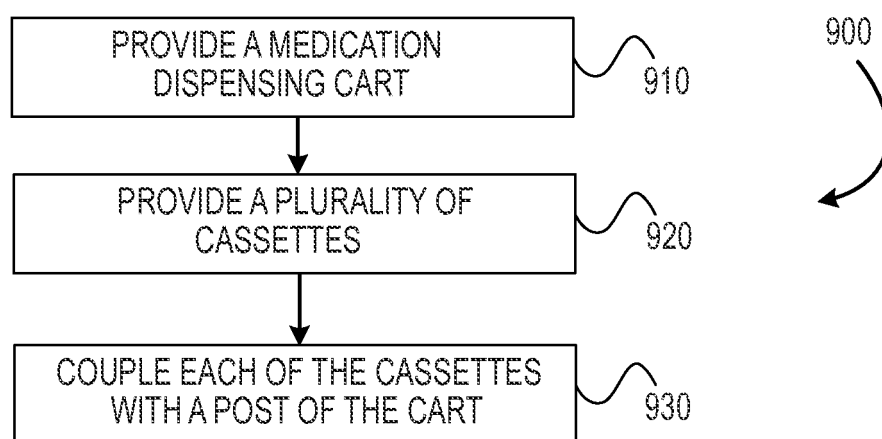 PROVIDE A MEDICATION
DISPENSING CART
910
900
PROVIDE A PLURALITY OF
CASSETTES
920
COUPLE EACH OF THE CASSETTES
WITH A POST OF THE CART
930